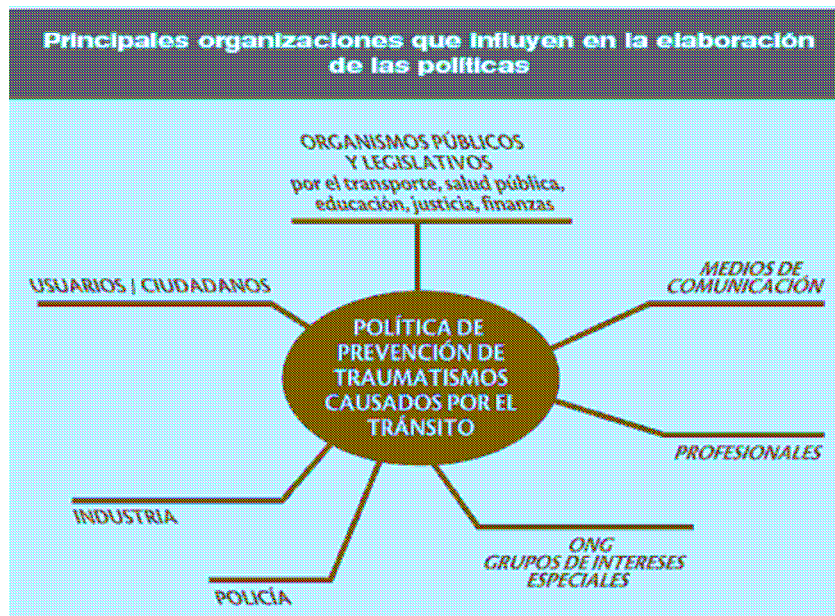 Principales organizaciones que influyen en la elaboración
de las políticas
ORGANISMOS PÚBLICOS
Y LEGISLATIVOS
por el transporte, salud pública,
educación, justicia, finanzas
USUARIOS / CIUDADANOS
MEDIOS DE
COMUNICACIÓN
POLÍTICA DE
PREVENCIÓN DE
TRAUMATISMOS
CAUSADOS POR EL
TRÁNSITO
PROFESIONALES
INDUSTRIA
ONG
GRUPOS DE INTERESES
ESPECIALES
POLICÍA